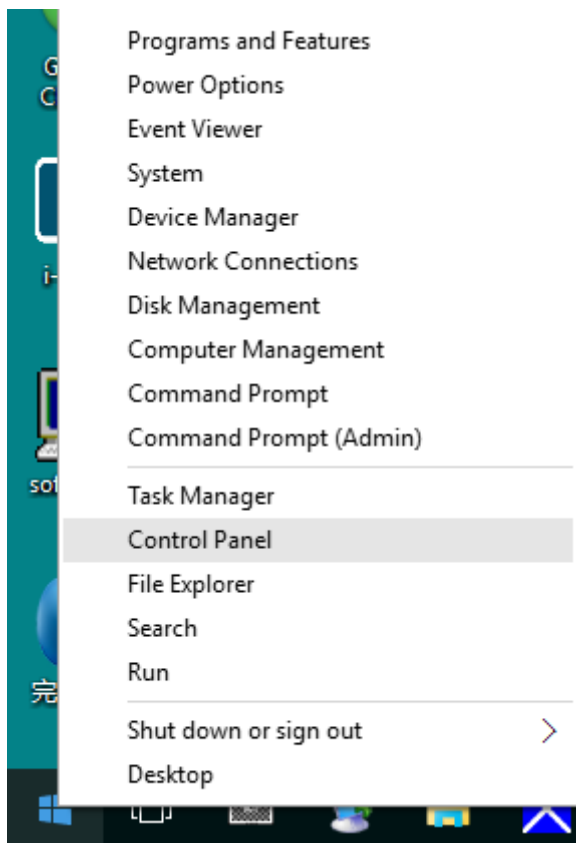 Programs and Features
Power Options
Event Viewer
System
Device Manager
Network Connections
Disk Management
Computer Management
Command Prompt
Command Prompt (Admin)
Task Manager
Control Panel
File Explorer
Search
Run
Shut down or sign out
Desktop
G
C
i-
sof
完